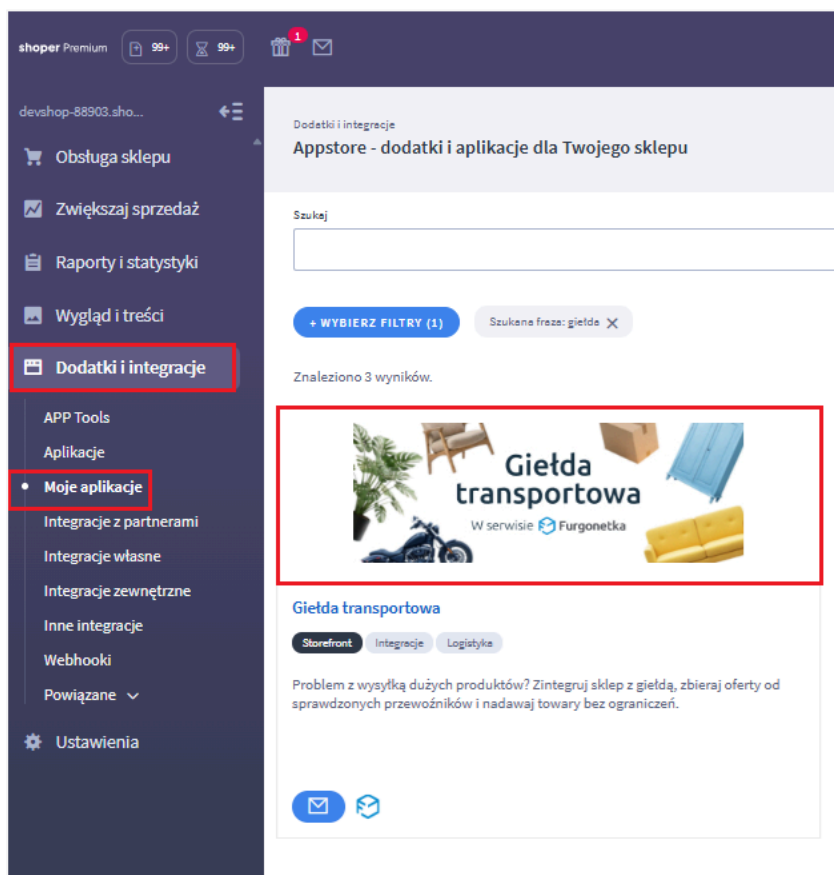 shoper Premium
99+
99+
1
devshop-88903.sho...
Obsługa sklepu
Zwiększaj sprzedaż
Raporty i statystyki
Wygląd i treści
Dodatki i integracje
APP Tools
Aplikacje
Moje aplikacje
Integracje z partnerami
Integracje własne
Integracje zewnętrzne
Inne integracje
Webhooki
Powiązane
Ustawienia
Dodatki i integracje
Appstore - dodatki i aplikacje dla Twojego sklepu
Szukaj
+ WYBIERZ FILTRY (1)
Szukana fraza: giełda
Znaleziono 3 wyników.
Giełda
transportowa
W serwisie Furgonetka
Giełda transportowa
Storefront
Integracje
Logistyka
Problem z wysyłką dużych produktów? Zintegruj sklep z giełdą, zbieraj oferty od
sprawdzonych przewoźników i nadawaj towary bez ograniczeń.